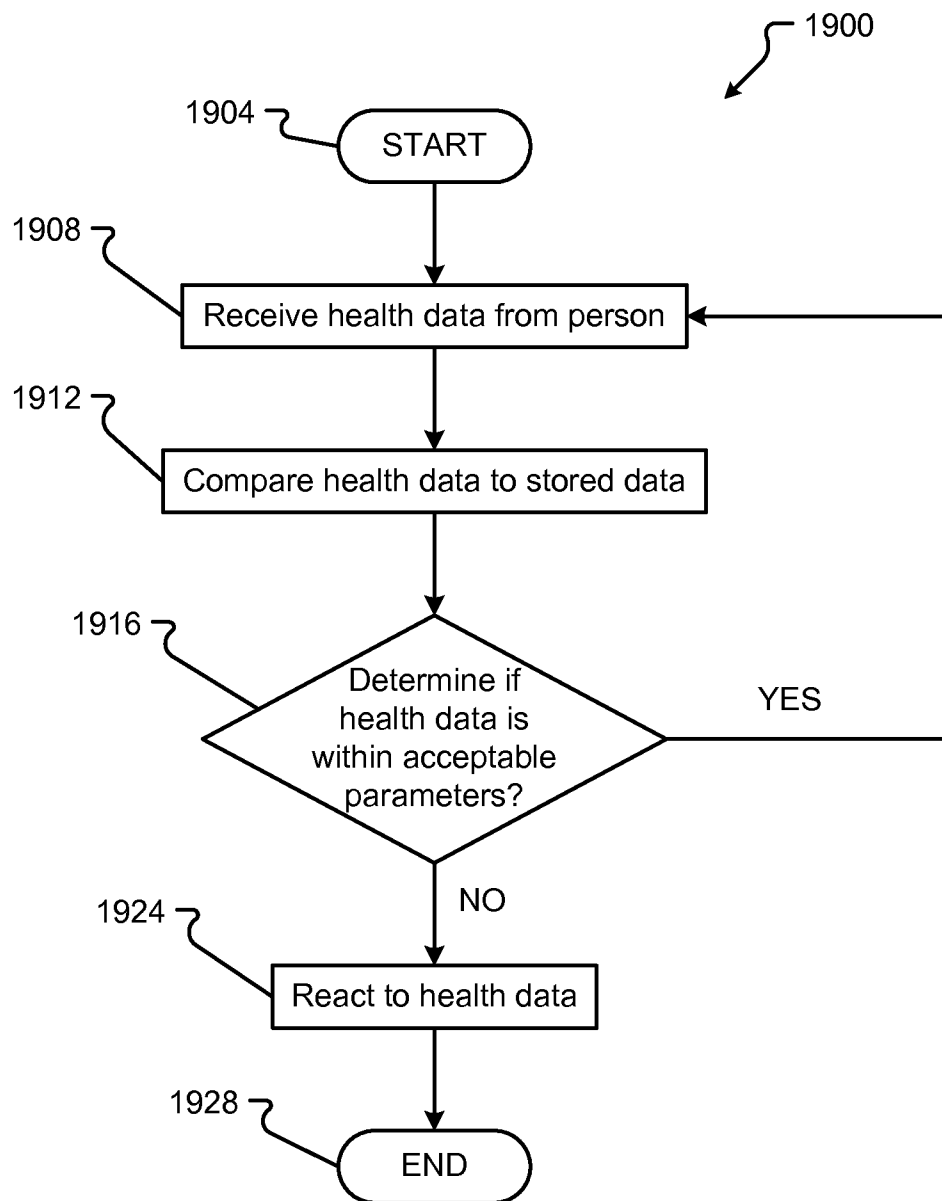 1900
1904
START
1908
Receive health data from person
1912
Compare health data to stored data
1916
Determine if
health data is
within acceptable
parameters?
YES
NO
1924
React to health data
1928
END